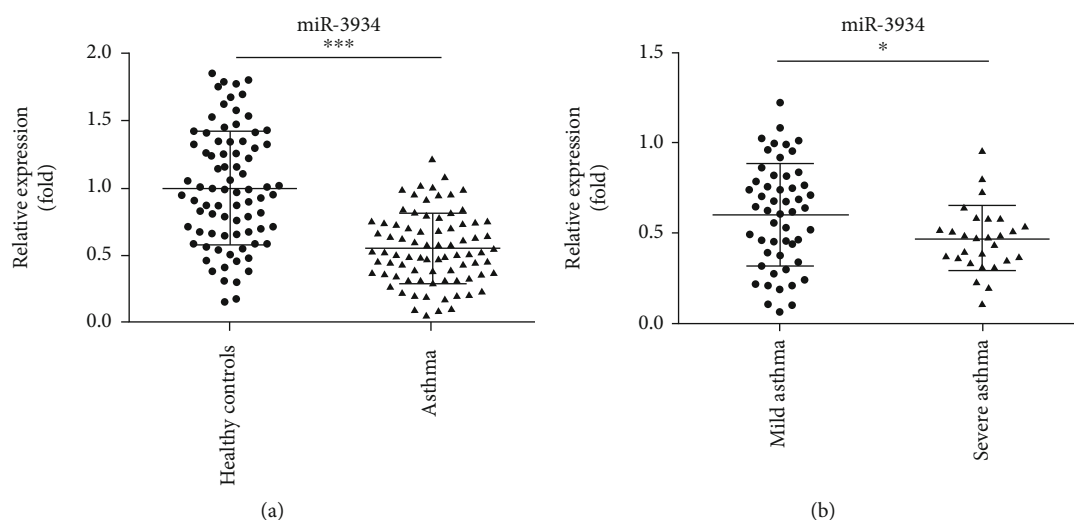 miR-3934
***
2.0
1.5
1.0
0.5
0.0
Relative expression
(fold)
Healthy controls
Asthma
(a)
miR-3934
*
1.5
1.0
0.5
0.0
Relative expression
(fold)
Mild asthma
Severe asthma
(b)